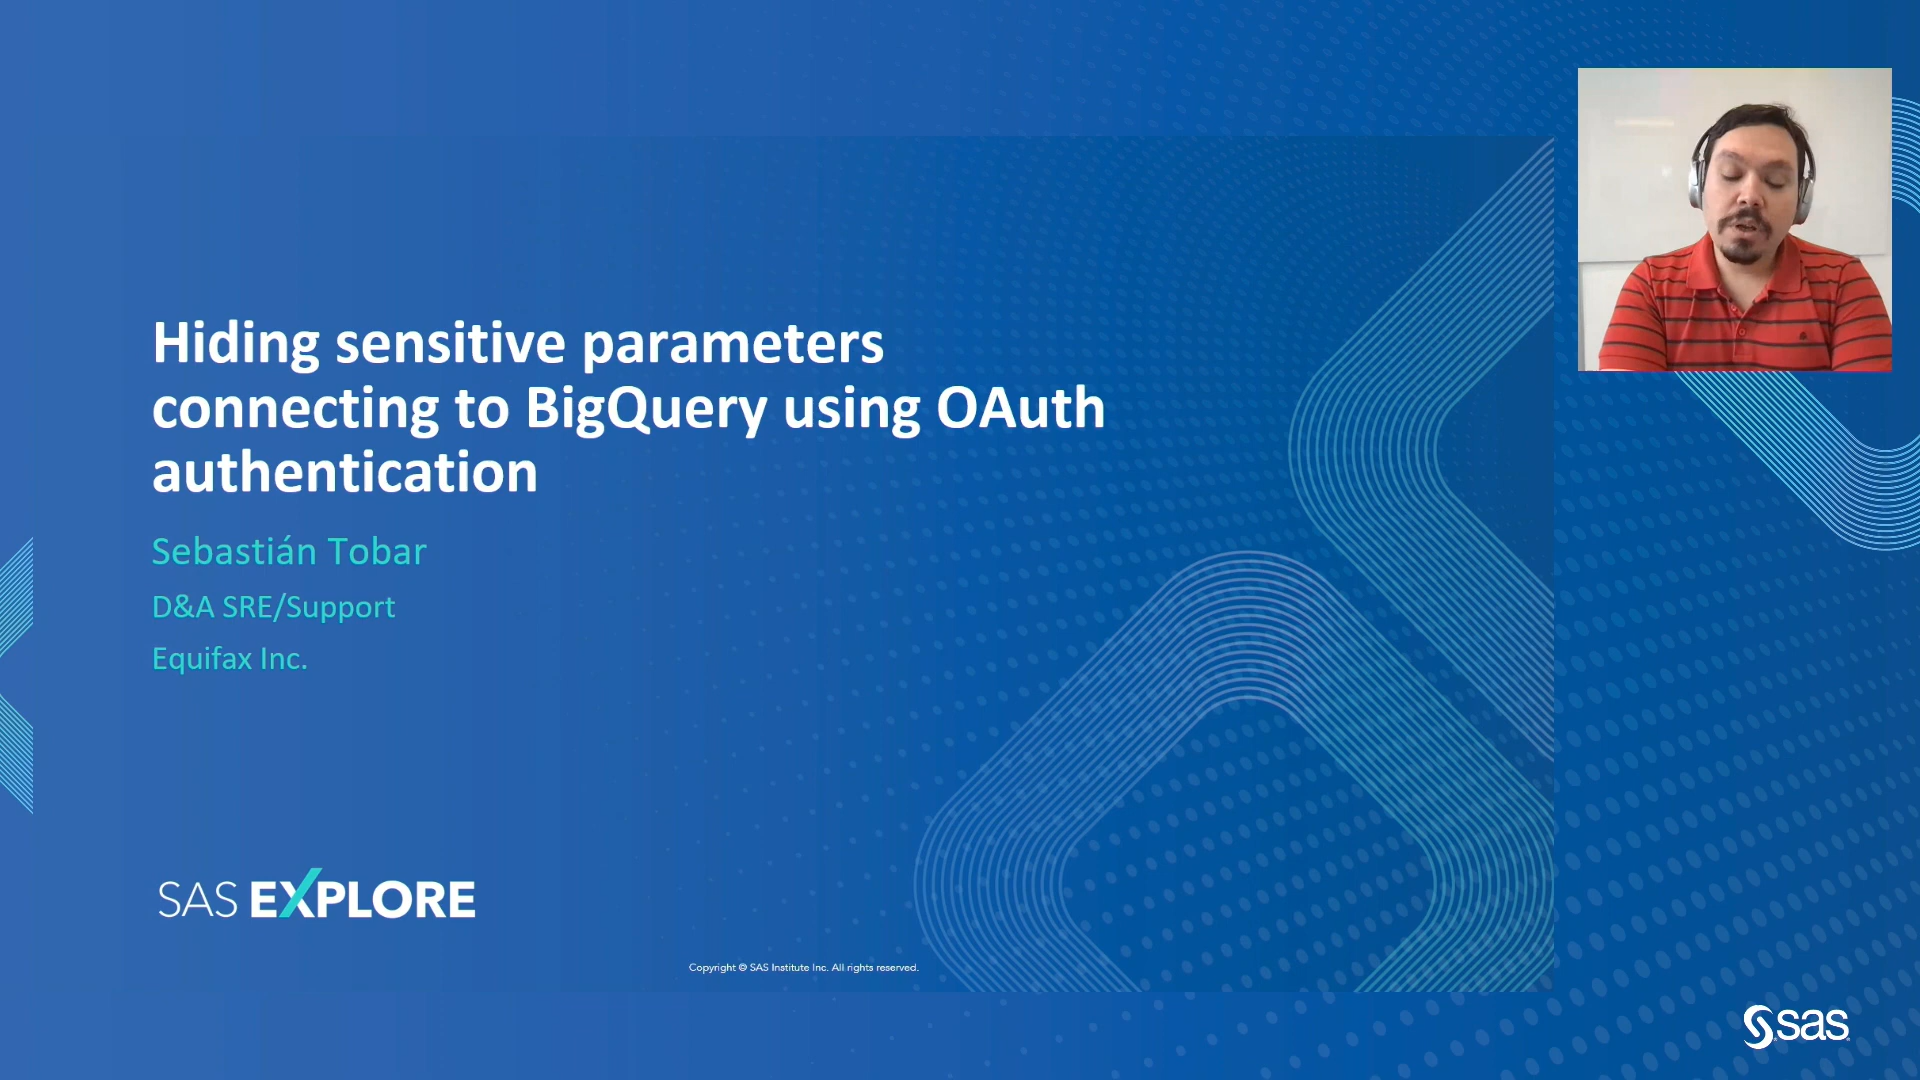 Hiding sensitive parameters
connecting to BigQuery using OAuth
authentication
Sebastián Tobar
D&A SRE/Support
Equifax Inc.
SAS EXPLORE
Copyright © SAS Institute Inc. All rights reserved.
sas